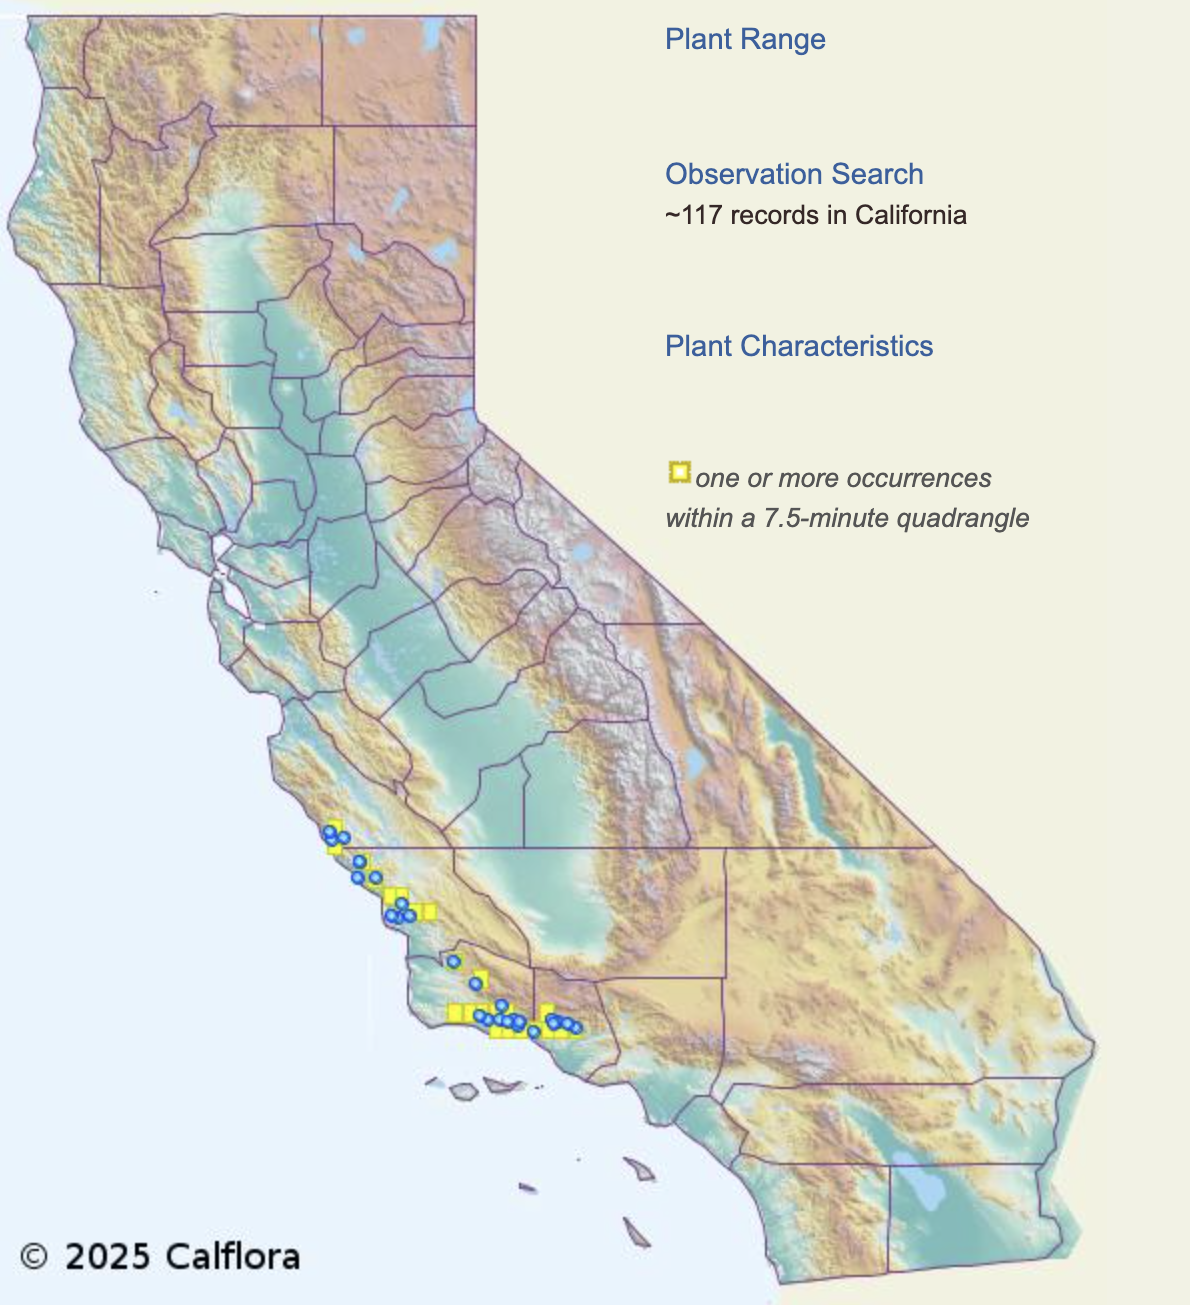 Plant Range
Observation Search
~117 records in California
Plant Characteristics
one or more occurrences
within a 7.5-minute quadrangle
© 2025 Calflora